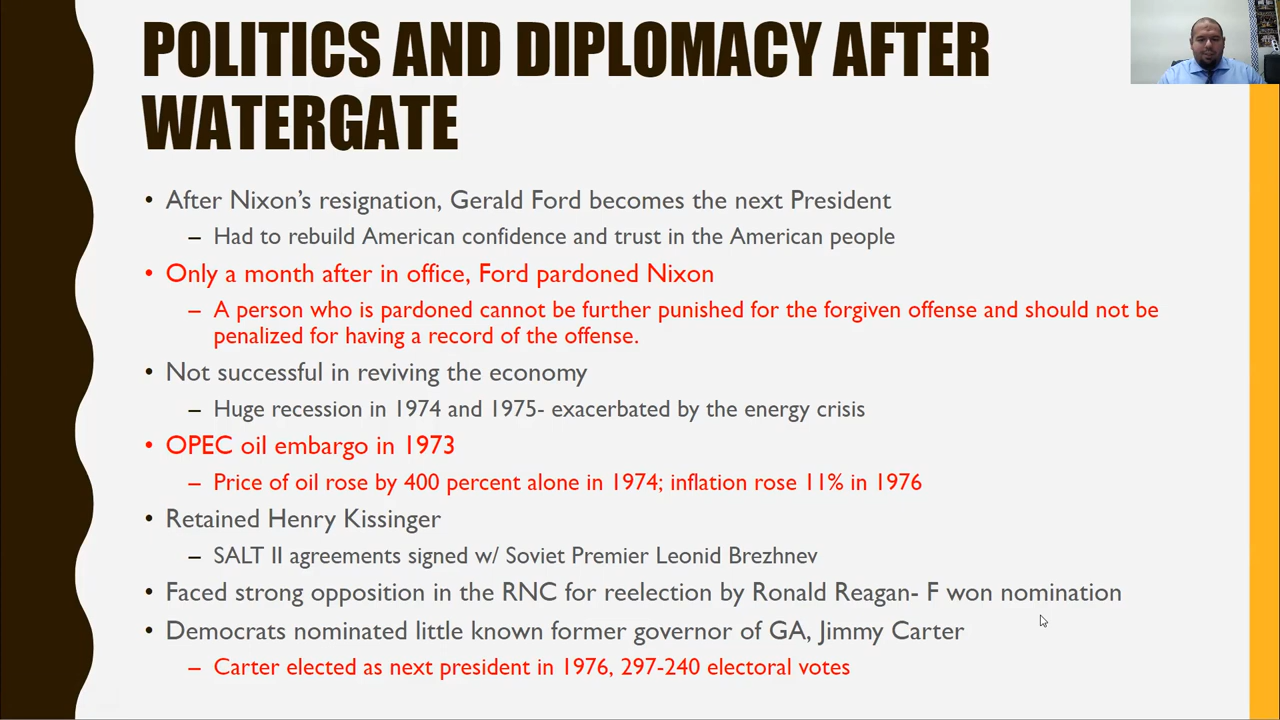 POLITICS AND DIPLOMACY AFTER
WATERGATE
• After Nixon's resignation, Gerald Ford becomes the next President
– Had to rebuild American confidence and trust in the American people
• Only a month after in office, Ford pardoned Nixon
– A person who is pardoned cannot be further punished for the forgiven offense and should not be
penalized for having a record of the offense.
• Not successful in reviving the economy
– Huge recession in 1974 and 1975- exacerbated by the energy crisis
• OPEC oil embargo in 1973
– Price of oil rose by 400 percent alone in 1974; inflation rose 11% in 1976
• Retained Henry Kissinger
– SALT II agreements signed w/ Soviet Premier Leonid Brezhnev
• Faced strong opposition in the RNC for reelection by Ronald Reagan- F won nomination
• Democrats nominated little known former governor of GA, Jimmy Carter
– Carter elected as next president in 1976, 297-240 electoral votes